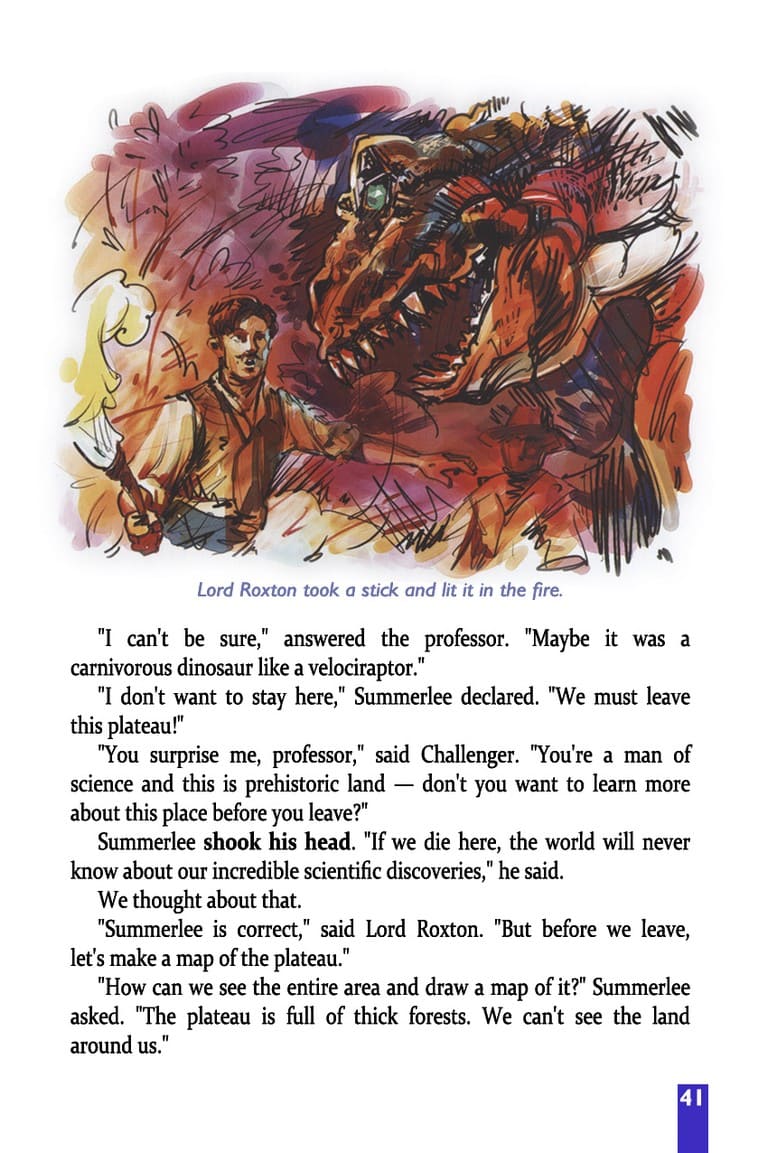 Lord Roxton took a stick and lit it in the fire.
"I can't be sure," answered the professor. "Maybe it was a
carnivorous dinosaur like a velociraptor."
"I don't want to stay here," Summerlee declared. "We must leave
this plateau!"
"You surprise me, professor," said Challenger. "You're a man of
science and this is prehistoric land — don't you want to learn more
about this place before you leave?"
Summerlee shook his head. "If we die here, the world will never
know about our incredible scientific discoveries," he said.
We thought about that.
"Summerlee is correct," said Lord Roxton. "But before we leave,
let's make a map of the plateau."
"How can we see the entire area and draw a map of it?" Summerlee
asked. "The plateau is full of thick forests. We can't see the land
around us."
41